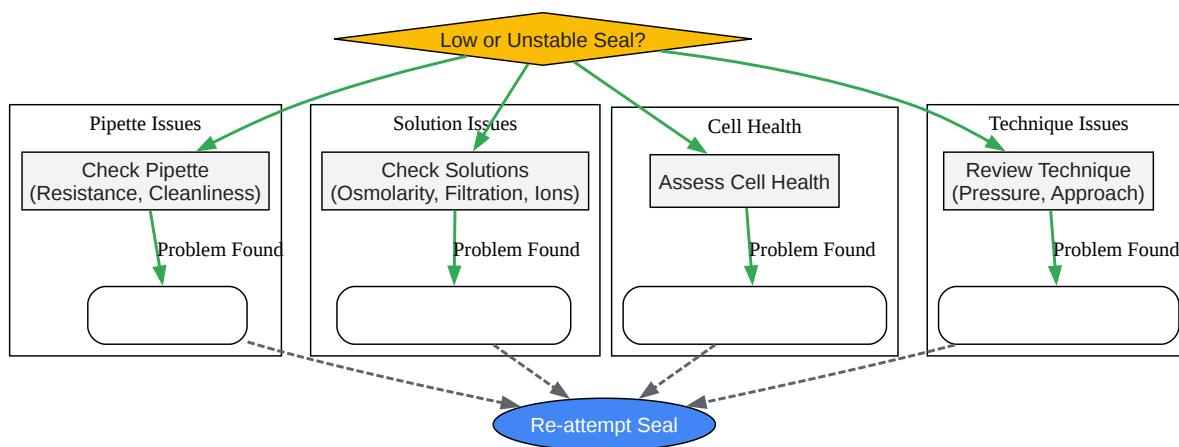 Low or Unstable Seal?
Pipette Issues
Solution Issues
Cell Health
Technique Issues
Check Pipette
(Resistance, Cleanliness)
Check Solutions
(Osmolarity, Filtration, Ions)
Assess Cell Health
Review Technique
(Pressure, Approach)
Problem Found
Problem Found
Problem Found
Problem Found
Re-attempt Seal